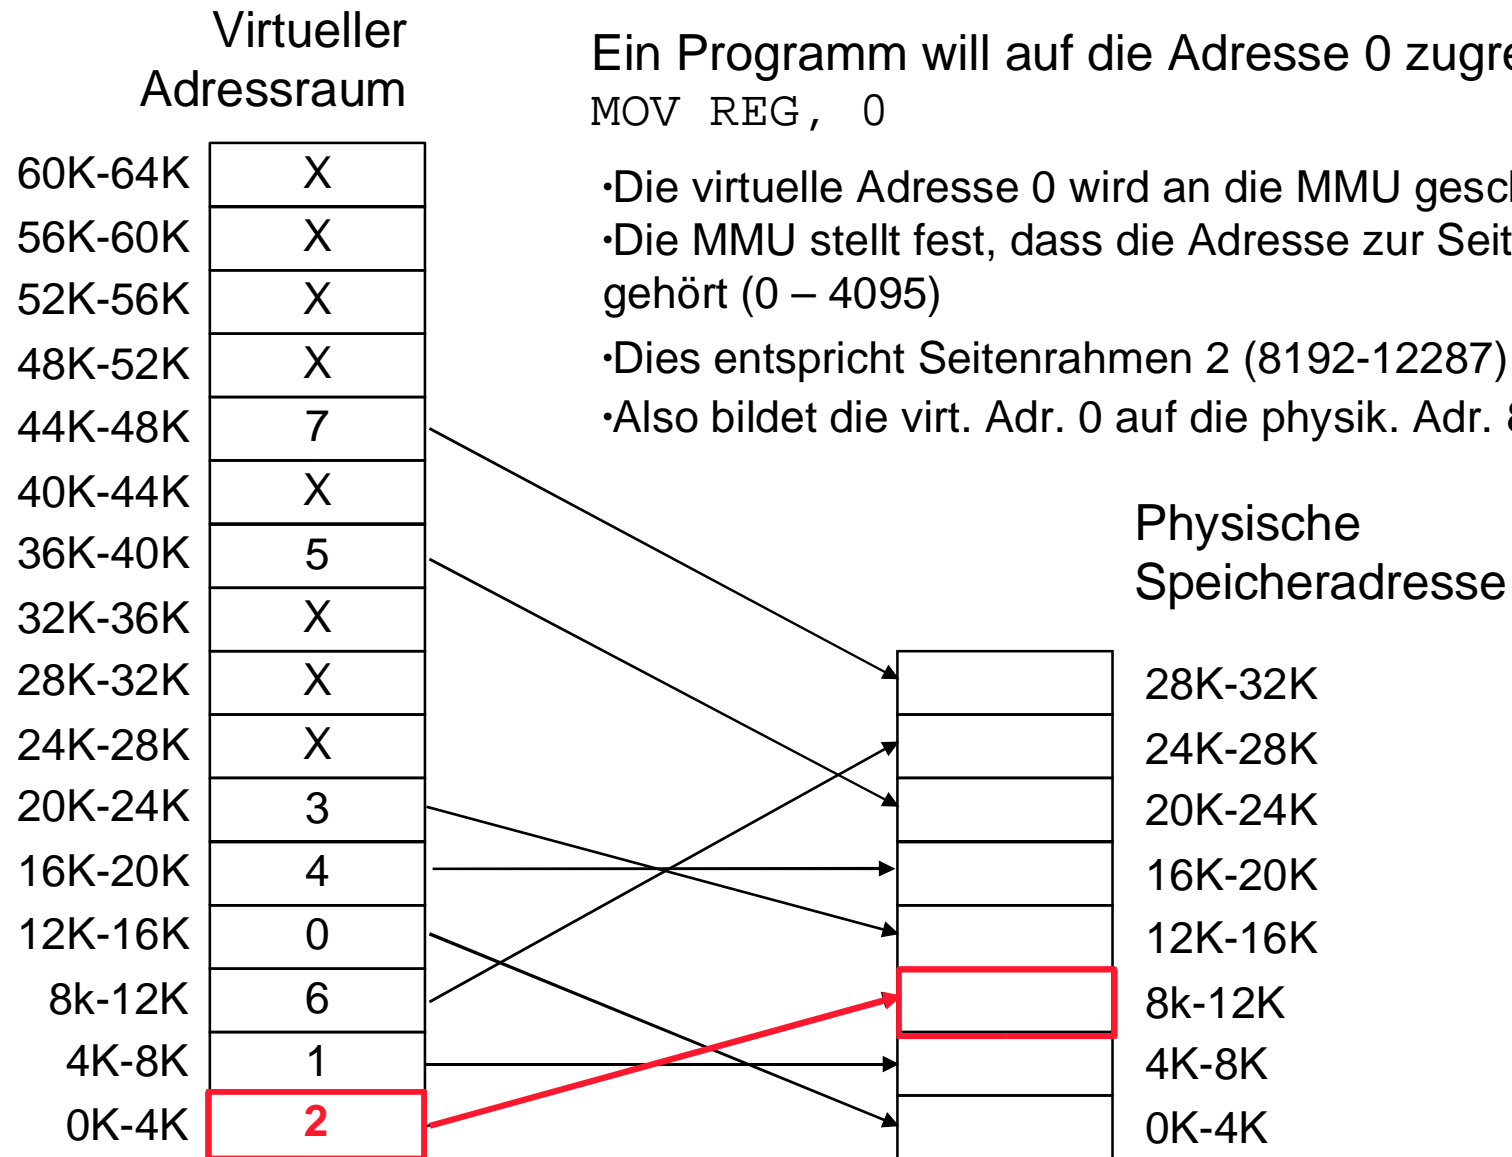 Virtueller
Adressraum
Ein Programm will auf die Adresse 0
MOV REG, 0
·Die virtuelle Adresse 0 wird an die MMU
·Die MMU stellt fest, dass die Adresse zur
gehört (0 – 4095)
·Dies entspricht Seitenrahmen 2 (8192-12287)
·Also bildet die virt. Adr. 0 auf die physik. Adr.
60K-64K X
56K-60K X
52K-56K X
48K-52K X
44K-48K 7
40K-44K X
36K-40K 5
32K-36K X
28K-32K X
24K-28K X
20K-24K 3
16K-20K 4
12K-16K 0
8k-12K 6
4K-8K 1
0K-4K 2
Physische
Speicheradresse
28K-32K
24K-28K
20K-24K
16K-20K
12K-16K
8k-12K
4K-8K
0K-4K